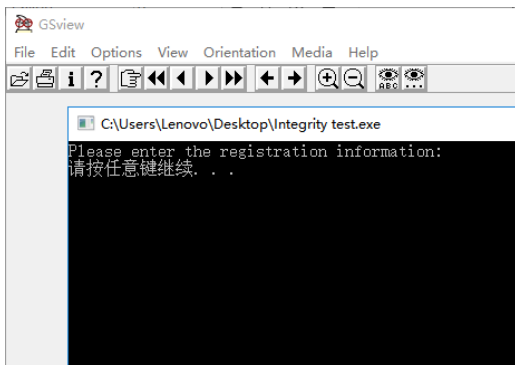 GSview
File Edit Options View Orientation Media Help
i ? ABC ...
C:\Users\Lenovo\Desktop\Integrity test.exe
Please enter the registration information:
请按任意键继续. . .